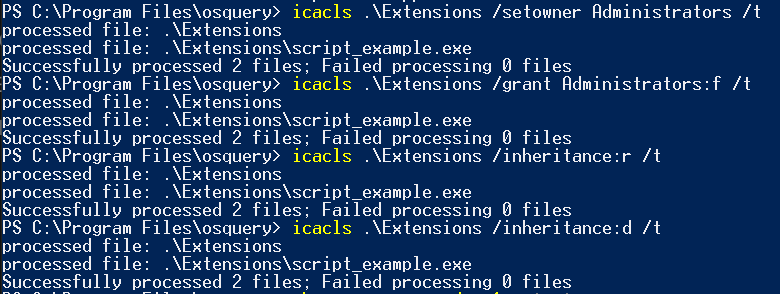 PS C:\Program Files\osquery> icacls .\Extensions /setowner Administrators /t
processed file: .\Extensions
processed file: .\Extensions\script_example.exe
Successfully processed 2 files; Failed processing 0 files
PS C:\Program Files\osquery> icacls .\Extensions /grant Administrators:f /t
processed file: .\Extensions
processed file: .\Extensions\script_example.exe
Successfully processed 2 files; Failed processing 0 files
PS C:\Program Files\osquery> icacls .\Extensions /inheritance:r /t
processed file: .\Extensions
processed file: .\Extensions\script_example.exe
Successfully processed 2 files; Failed processing 0 files
PS C:\Program Files\osquery> icacls .\Extensions /inheritance:d /t
processed file: .\Extensions
processed file: .\Extensions\script_example.exe
Successfully processed 2 files; Failed processing 0 files